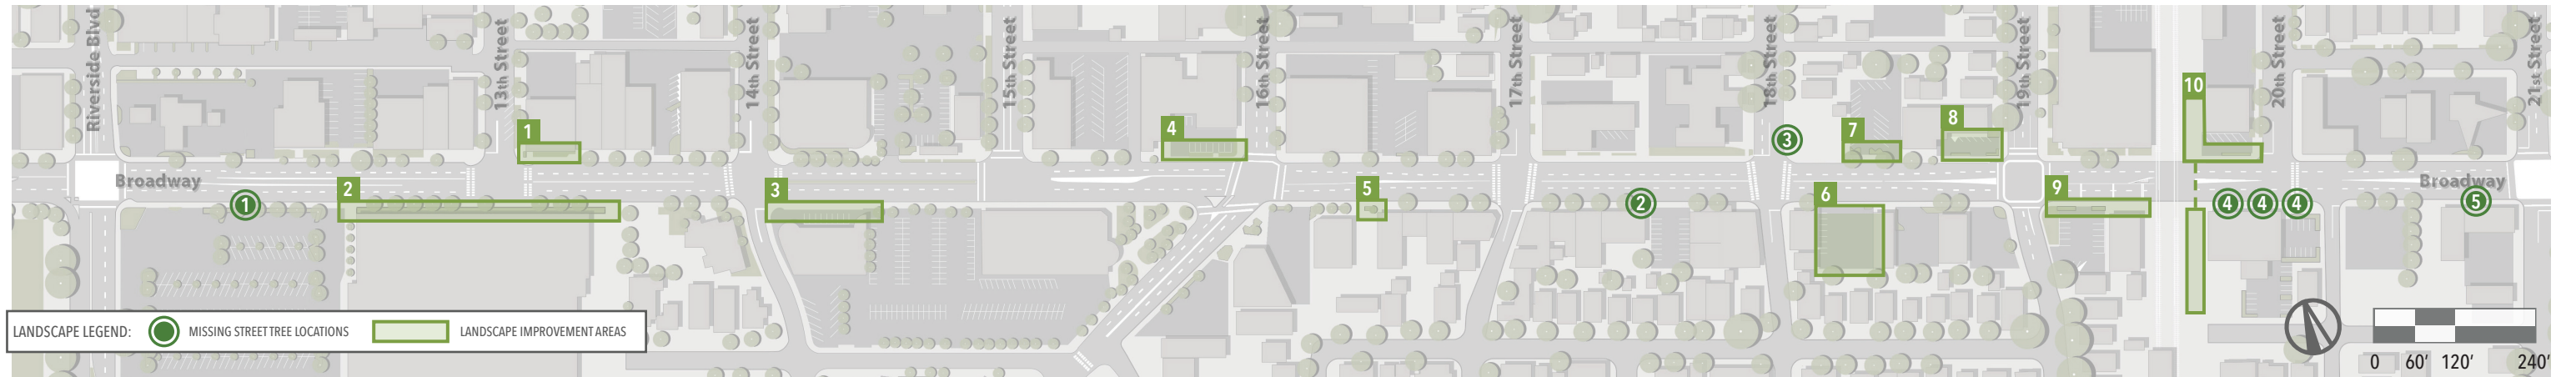 Riverside Blvd
13th Street
14th Street
15th Street
16th Street
17th Street
18th Street
19th Street
20th Street
21st Street
1
4
3
7
8
10
Broadway
Broadway
1
2
3
5
2
6
9
4
4
4
5
LANDSCAPE LEGEND: MISSING STREET TREE LOCATIONS LANDSCAPE IMPROVEMENT AREAS
0 60' 120' 240'